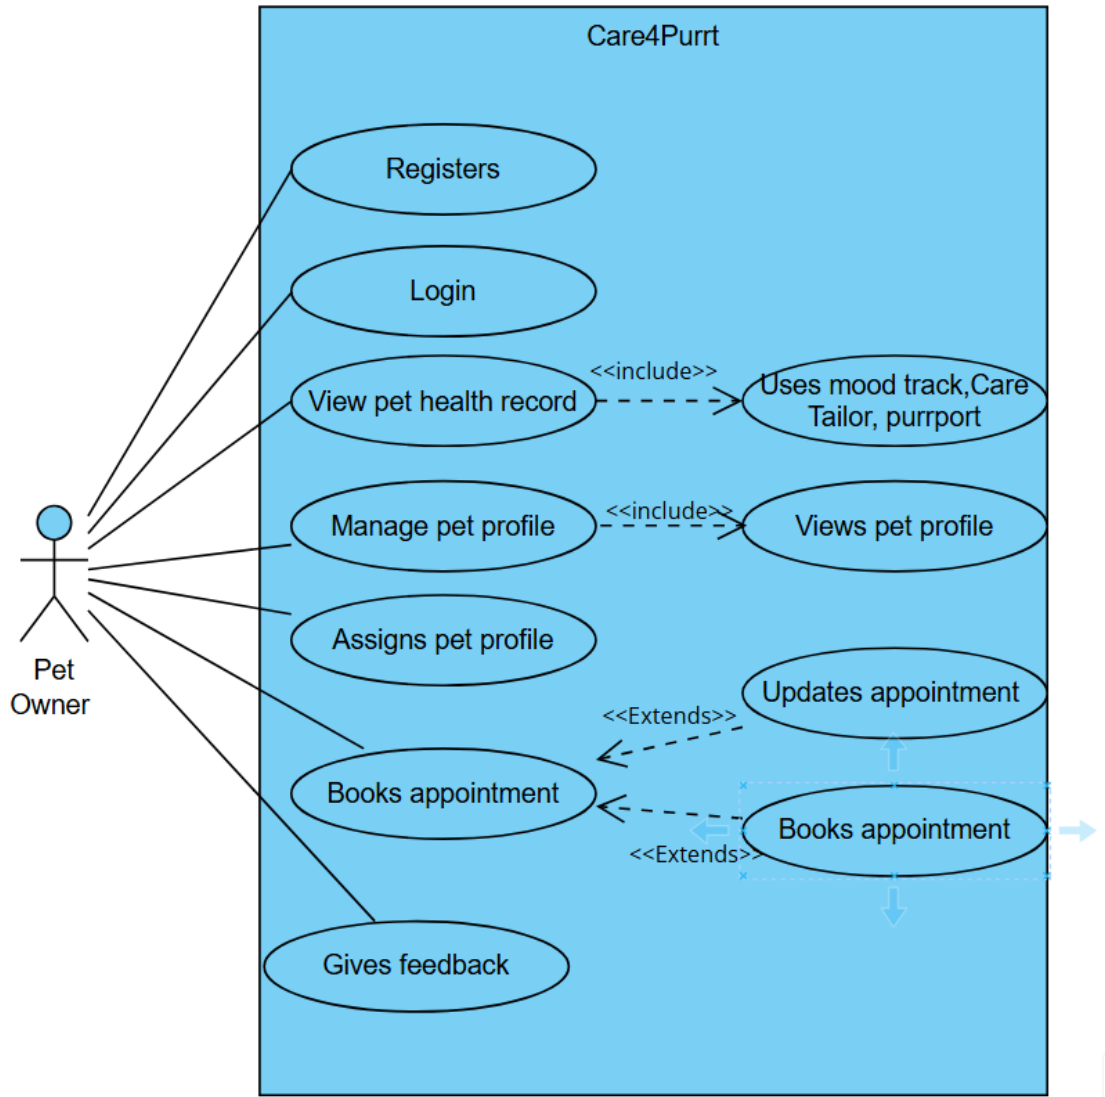 Care4Purrt
Registers
Login
View pet health record
<<include>>
Uses mood track,Care
Tailor, purrport
Manage pet profile
<<include>>
Views pet profile
Assigns pet profile
Pet
Owner
Updates appointment
<<Extends>>
Books appointment
Books appointment
<<Extends>>
Gives feedback